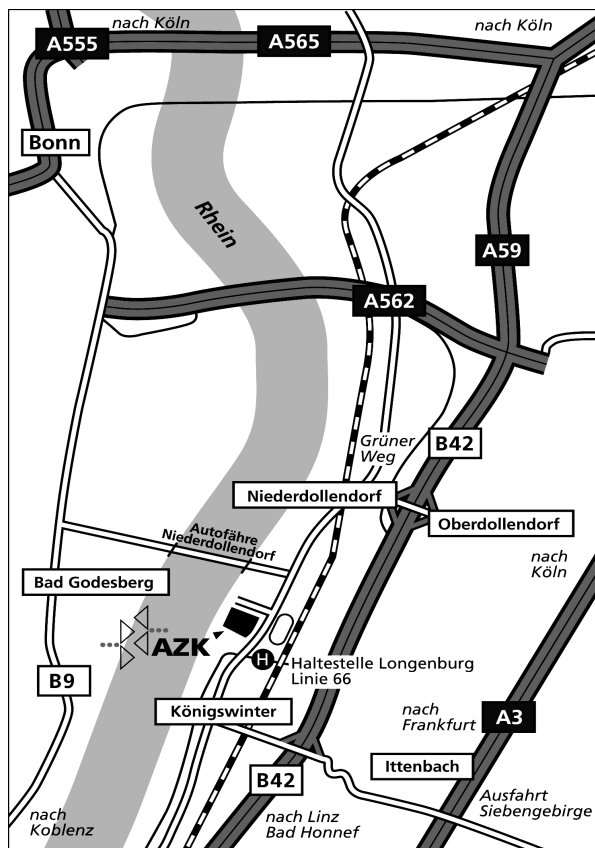 nach Köln
nach Köln
A555
A565
Bonn
Rhein
A59
A562
Grüner
Weg
B42
Niederdollendorf
Oberdollendorf
Autofähre
Niederdollendorf
nach
Köln
Bad Godesberg
AZK
H
Haltestelle Longenburg
Linie 66
B9
Königswinter
nach
Frankfurt
A3
Ittenbach
B42
Ausfahrt
Siebengebirge
nach
Koblenz
nach Linz
Bad Honnef